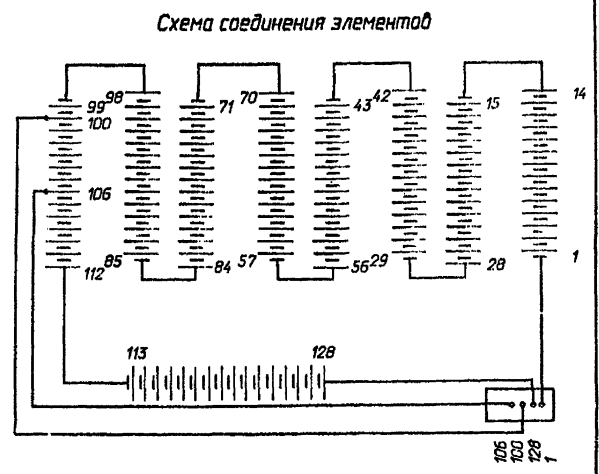 Схема соединения элементов
99 98 71 70 43 42 15 14
100
106
112 85 84 57 56 29 28 1
113 128
106 100 128 1